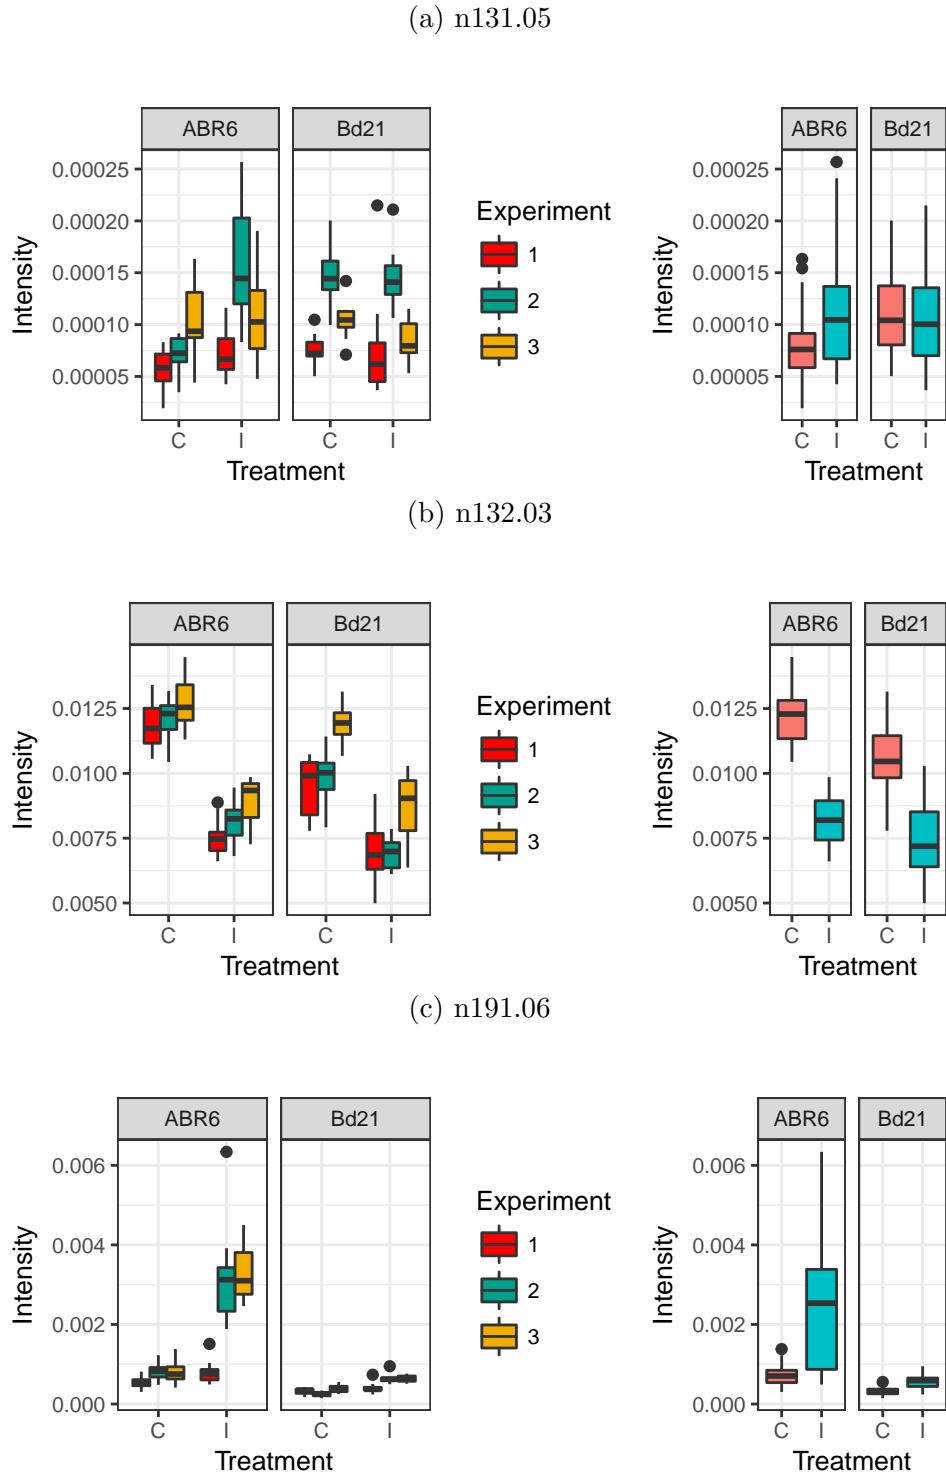 (a) n131.05
ABR6 Bd21
0.00025
0.00020
0.00015
0.00010
0.00005
Intensity
C I C I
Treatment
Experiment
1
2
3
ABR6 Bd21
0.00025
0.00020
0.00015
0.00010
0.00005
Intensity
C I C I
Treatment
(b) n132.03
ABR6 Bd21
0.0125
0.0100
0.0075
0.0050
Intensity
C I C I
Treatment
Experiment
1
2
3
ABR6 Bd21
0.0125
0.0100
0.0075
0.0050
Intensity
C I C I
Treatment
(c) n191.06
ABR6 Bd21
0.006
0.004
0.002
0.000
Intensity
C I C I
Treatment
Experiment
1
2
3
ABR6 Bd21
0.006
0.004
0.002
0.000
Intensity
C I C I
Treatment